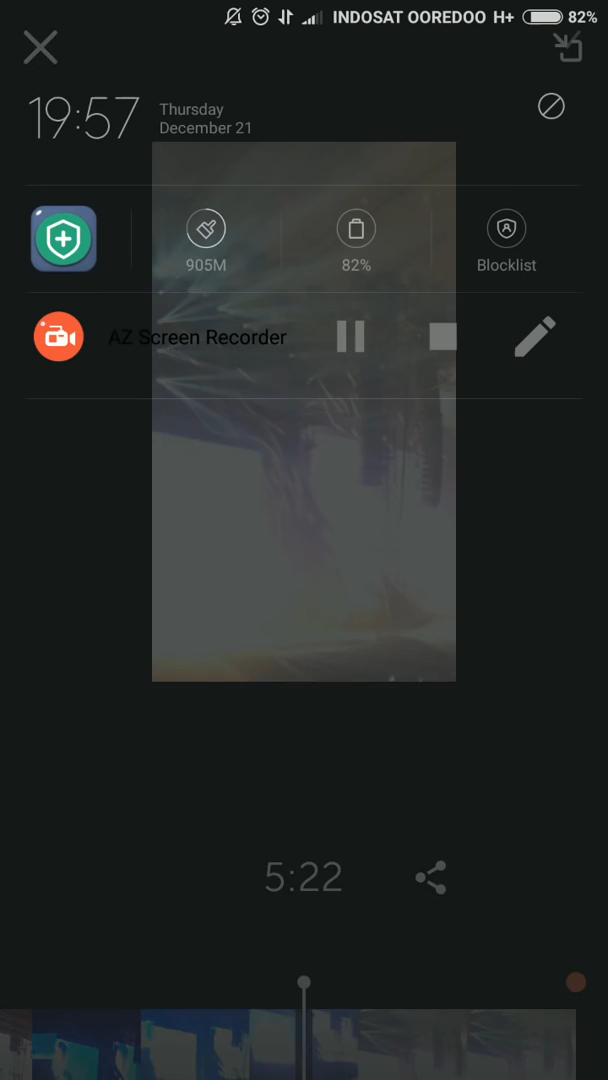 INDOSAT OOREDOO H+ 82%
19:57
Thursday
December 21
905M
82%
Blocklist
AZ Screen Recorder
5:22